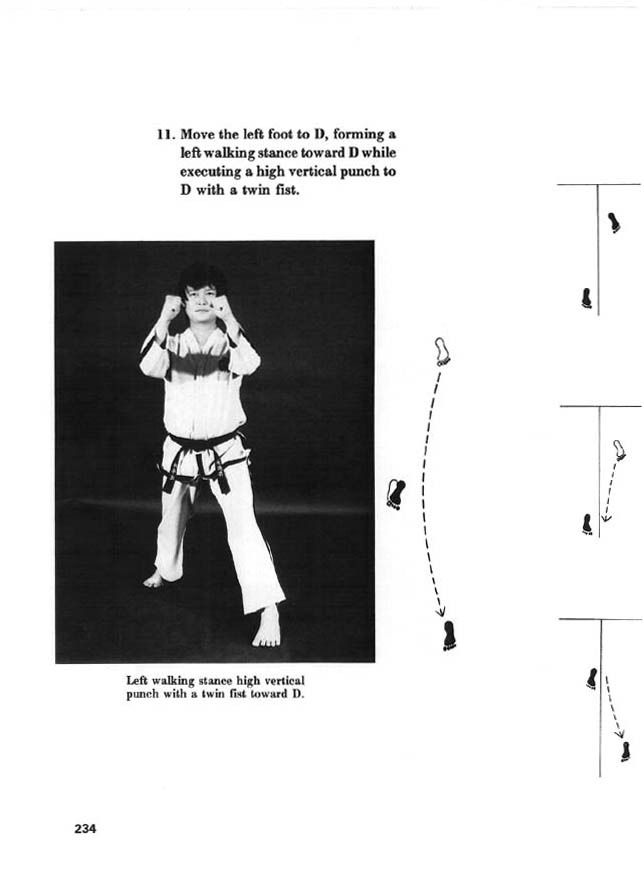 11. Move the left foot to D, forming a
left walking stance toward D while
executing a high vertical punch to
D with a twin fist.
Left walking stance high vertical
punch with a twin fist toward D.
234